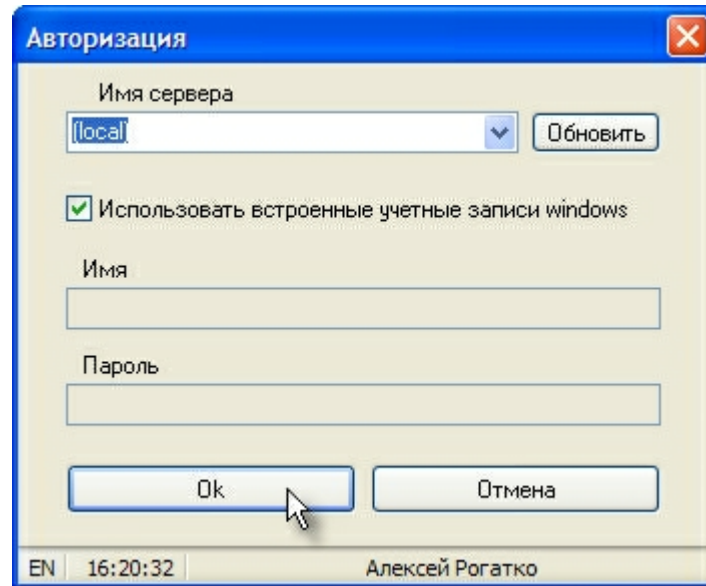 Авторизация
Имя сервера
(local)
Обновить
Использовать встроенные учетные записи windows
Имя
Пароль
Ok Отмена
EN 16:20:32 Алексей Рогатко